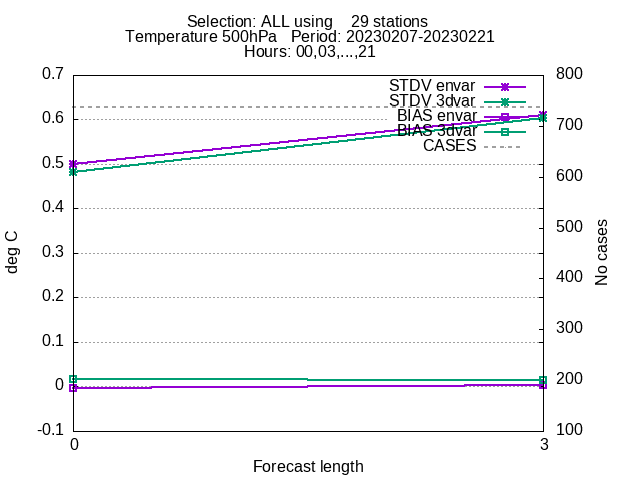 Selection: ALL using 29 stations
Temperature 500hPa Period: 20230207-20230221
Hours: 00,03,...,21
0.7
0.6
0.5
0.4
0.3
0.2
0.1
0
-0.1
800
700
600
500
400
300
200
100
STDV envar
STDV 3dvar
BIAS envar
BIAS 3dvar
CASES
deg C
No cases
0
3
Forecast length